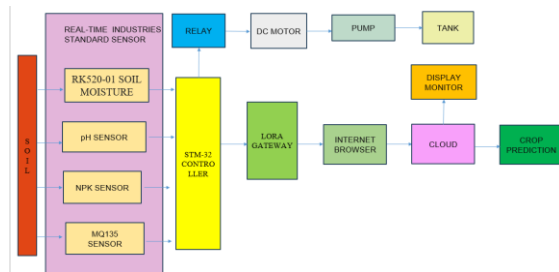 REAL-TIME INDUSTRIES
STANDARD SENSOR
RELAY
DC MOTOR
PUMP
TANK
RK520-01 SOIL
MOISTURE
pH SENSOR
NPK SENSOR
MQ135
SENSOR
SOIL
STM-32
CONTRO
LLER
LORA
GATEWAY
INTERNET
BROWSER
DISPLAY
MONITOR
CLOUD
CROP
PREDICTION